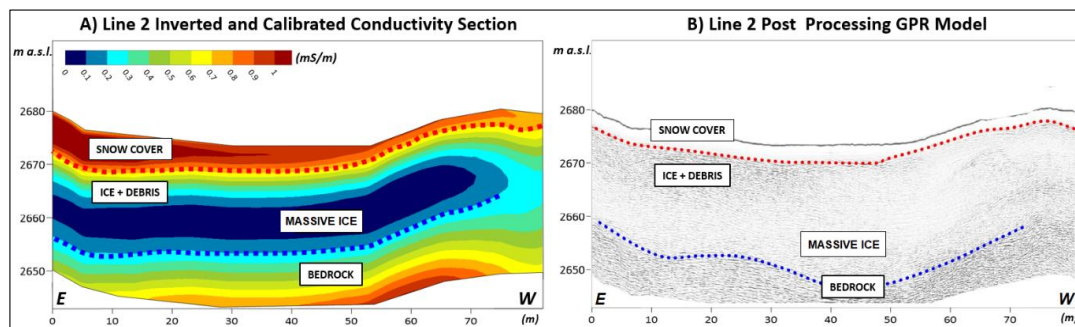 A) Line 2 Inverted and Calibrated Conductivity Section
m a.s.l.
(mS/m)
0 0.1 0.2 0.3 0.4 0.5 0.6 0.7 0.8 0.9 1
2680
SNOW COVER
2670
ICE + DEBRIS
2660
MASSIVE ICE
BEDROCK
2650
E W
0 10 20 30 40 50 60 70 (m)
B) Line 2 Post Processing GPR Model
m a.s.l.
2680
SNOW COVER
2670
ICE + DEBRIS
2660
MASSIVE ICE
2650
BEDROCK
E W
0 10 20 30 40 50 60 70 (m)